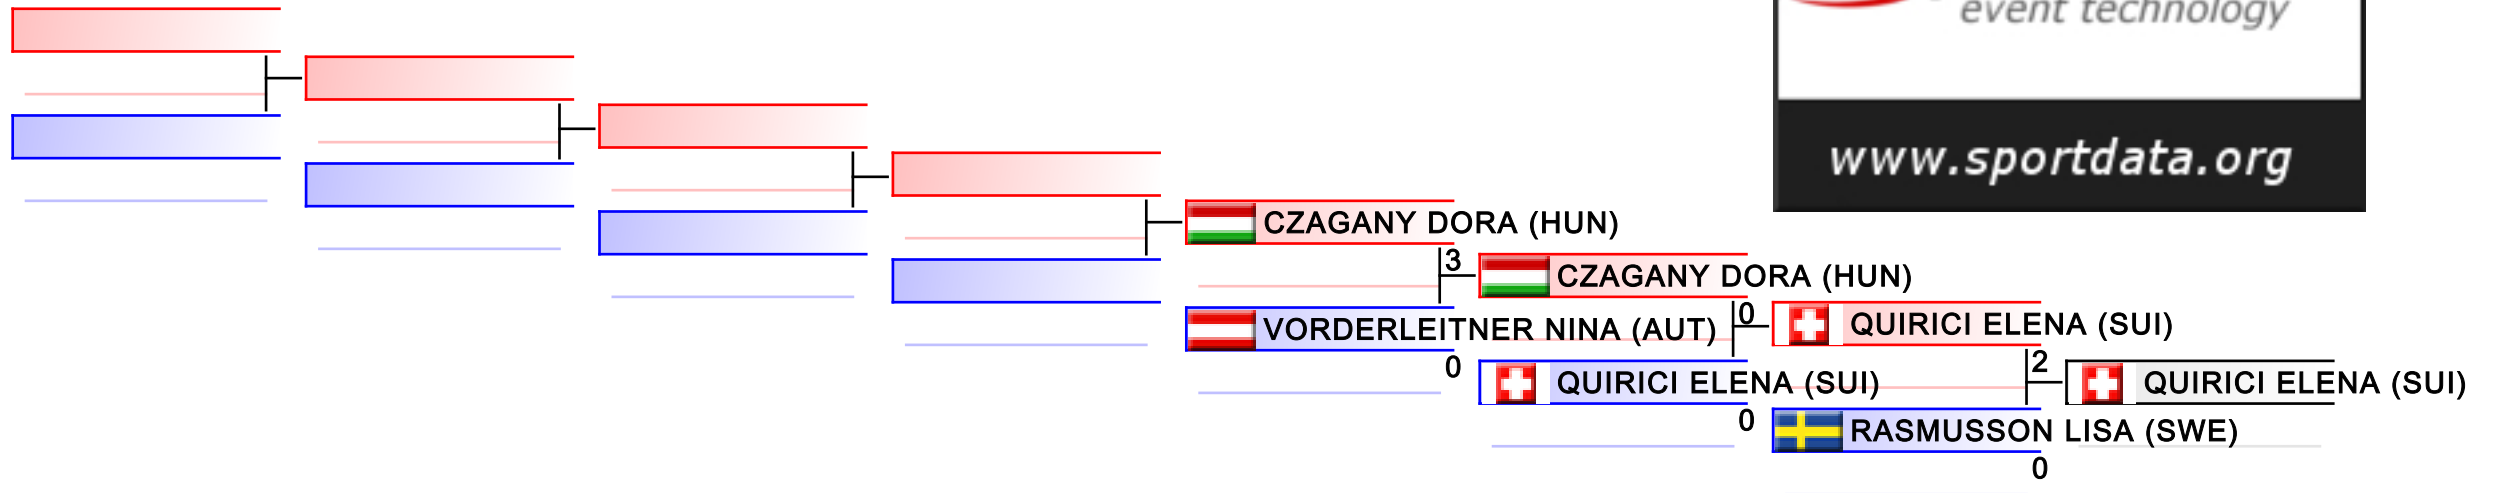 event technology
www.sportdata.org
CZAGANY DORA (HUN)
3
CZAGANY DORA (HUN)
VORDERLEITNER NINA (AUT)
0
0
QUIRICI ELENA (SUI)
QUIRICI ELENA (SUI)
0
2
QUIRICI ELENA (SUI)
RASMUSSON LISA (SWE)
0